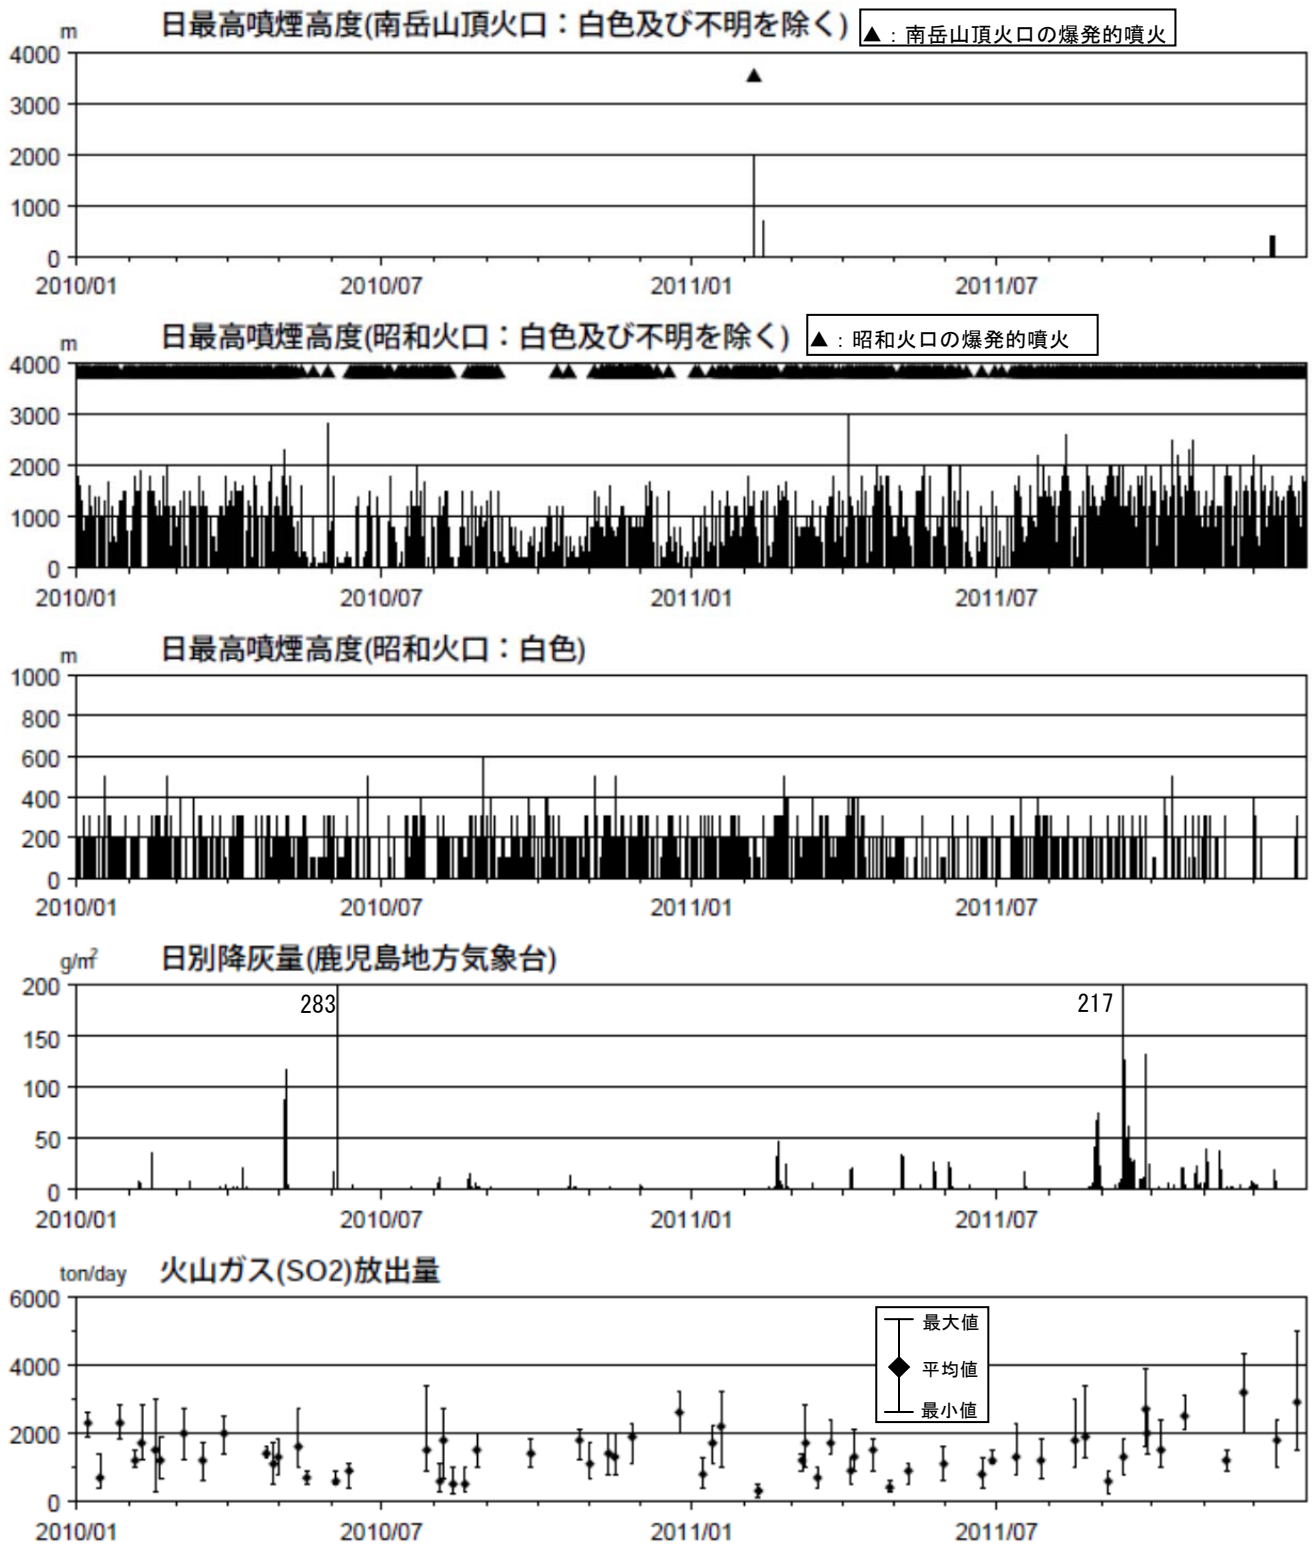 m 日最高噴煙高度(南岳山頂火口：白色及び不明を除く) ▲：南岳山頂火口の爆発的噴火
4000
3000
2000
1000
0
2010/01 2010/07 2011/01 2011/07
m 日最高噴煙高度(昭和火口：白色及び不明を除く) ▲：昭和火口の爆発的噴火
4000
3000
2000
1000
0
2010/01 2010/07 2011/01 2011/07
m 日最高噴煙高度(昭和火口：白色)
1000
800
600
400
200
0
2010/01 2010/07 2011/01 2011/07
g/㎡ 日別降灰量(鹿児島地方気象台)
200
283 217
150
100
50
0
2010/01 2010/07 2011/01 2011/07
ton/day 火山ガス(SO2)放出量
6000
最大値
4000
平均値
最小値
2000
0
2010/01 2010/07 2011/01 2011/07